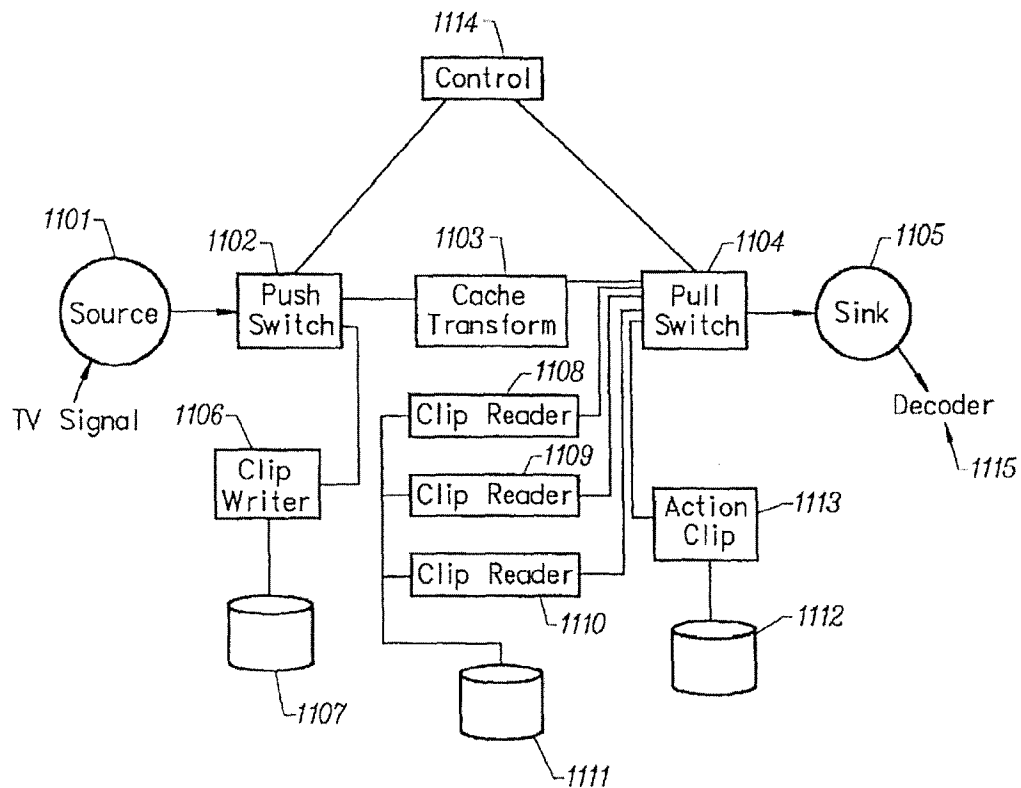 1114
Control
1101
1102
1103
1104
1105
Source
Push
Switch
Cache
Transform
Pull
Switch
Sink
TV Signal
1106
Clip
Writer
1108
Clip Reader
1109
Clip Reader
Clip Reader
1110
Decoder
1115
Action
Clip
1113
1112
1107
1111